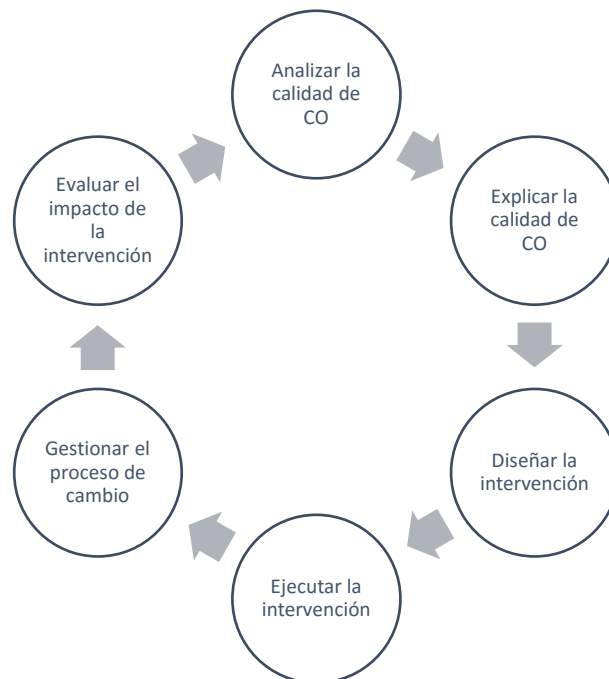 Analizar la
calidad de
CO
Explicar la
calidad de
CO
Diseñar la
intervención
Ejecutar la
intervención
Gestionar el
proceso de
cambio
Evaluar el
impacto de
la
intervención